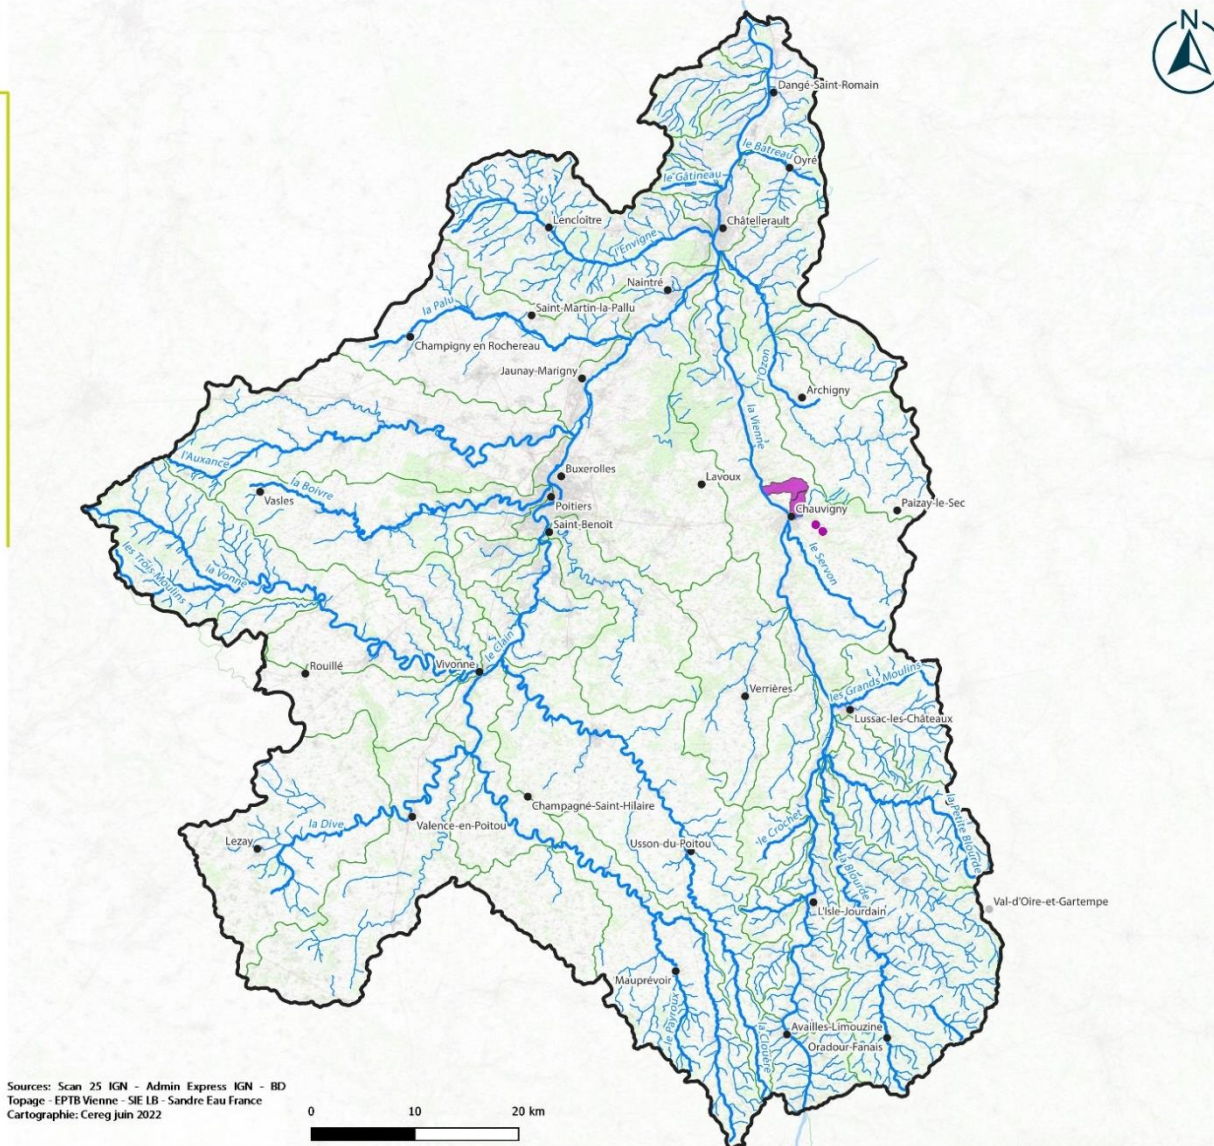 N
Dangé-Saint-Romain
le Batreau
Oyré
le Gâtineau
Châtellerault
Lencloître
l'Envigne
Naintré
la Palu
Saint-Martin-la-Pallu
Champigny en Rochereau
Jaunay-Marigny
l'Ozon
Archigny
la Vienne
l'Auxance
Buxerolles
Vasles
la Boivre
Lavoux
Poitiers
Paizay-le-Sec
Chauvigny
Saint-Benoît
le Servon
les Trois-Moulins
la Vonne
le Clain
Vivonne
Rouillé
les Grands Moulins
Verrières
Lussac-les-Châteaux
Champagné-Saint-Hilaire
la Petite Blourde
la Dive
Valence-en-Poitou
le Crochet
Lezay
Usson-du-Poitou
la Blourde
L'Isle-Jourdain
Val-d'Oire-et-Gartempe
Mauprévoir
le Payroux
la Clouère
Availles-Limouzine
Oradour-Fanais
Sources: Scan 25 IGN - Admin Express IGN - BD
Topage - EPTB Vienne - SIE LB - Sandre Eau France
Cartographie: Cereg juin 2022
0 10 20 km